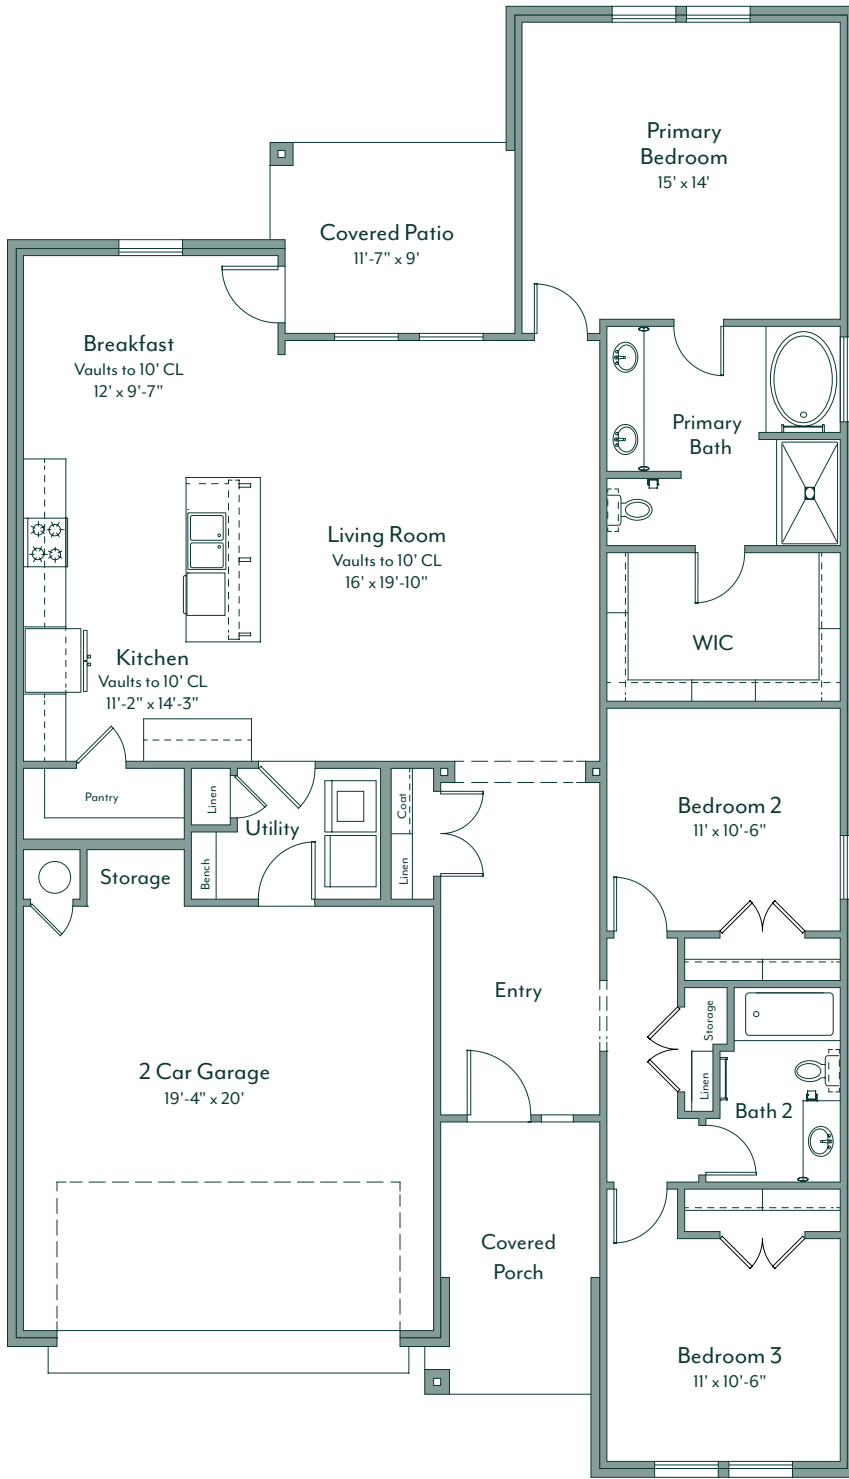 Primary
Bedroom
15' x 14'
Covered Patio
11'-7" x 9'
Breakfast
Vaults to 10' CL
12' x 9'-7"
Primary
Bath
Living Room
Vaults to 10' CL
16' x 19'-10"
WIC
Kitchen
Vaults to 10' CL
11'-2" x 14'-3"
Pantry
Linen
Utility
Coat
Bedroom 2
11' x 10'-6"
Storage
Bench
Linen
Entry
Storage
2 Car Garage
19'-4" x 20'
Linen
Bath 2
Covered
Porch
Bedroom 3
11' x 10'-6"